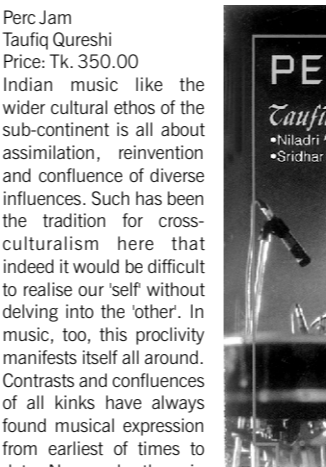 Perc Jam
Taufiq Qureshi
Price: Tk. 350.00
Indian music like the
wider cultural ethos of the
sub-continent is all about
assimilation, reinvention
and confluence of diverse
influences. Such has been
the tradition for cross-
culturalism here that
indeed it would be difficult
to realise our 'self' without
delving into the 'other'. In
music, too, this proclivity
manifests itself all around.
Contrasts and confluences
of all kinks have always
found musical expression
from earliest of times to
PE
•Niladri
•Sridhar